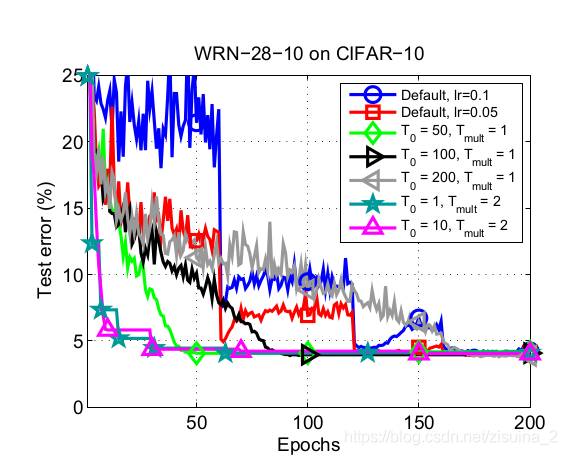 WRN−28−10 on CIFAR−10
25
20
15
10
5
0
Test error (%)
50
100
150
200
Epochs
Default, lr=0.1
Default, lr=0.05
T0 = 50, Tmult = 1
T0 = 100, Tmult = 1
T0 = 200, Tmult = 1
T0 = 1, Tmult = 2
T0 = 10, Tmult = 2
https://blog.csdn.net/zisuina_2